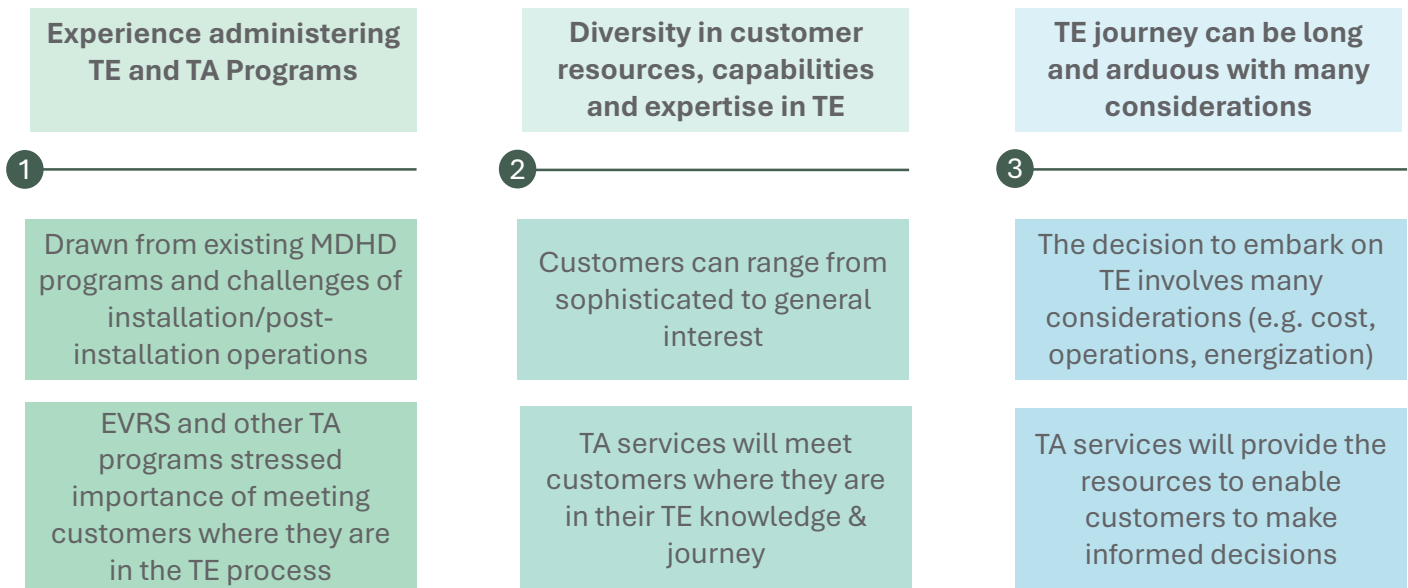 Experience administering
TE and TA Programs
1
Drawn from existing MDHD
programs and challenges of
installation/post-
installation operations
EVRS and other TA
programs stressed
importance of meeting
customers where they are
in the TE process
Diversity in customer
resources, capabilities
and expertise in TE
2
Customers can range from
sophisticated to general
interest
TA services will meet
customers where they are
in their TE knowledge &
journey
TE journey can be long
and arduous with many
considerations
3
The decision to embark on
TE involves many
considerations (e.g. cost,
operations, energization)
TA services will provide the
resources to enable
customers to make
informed decisions